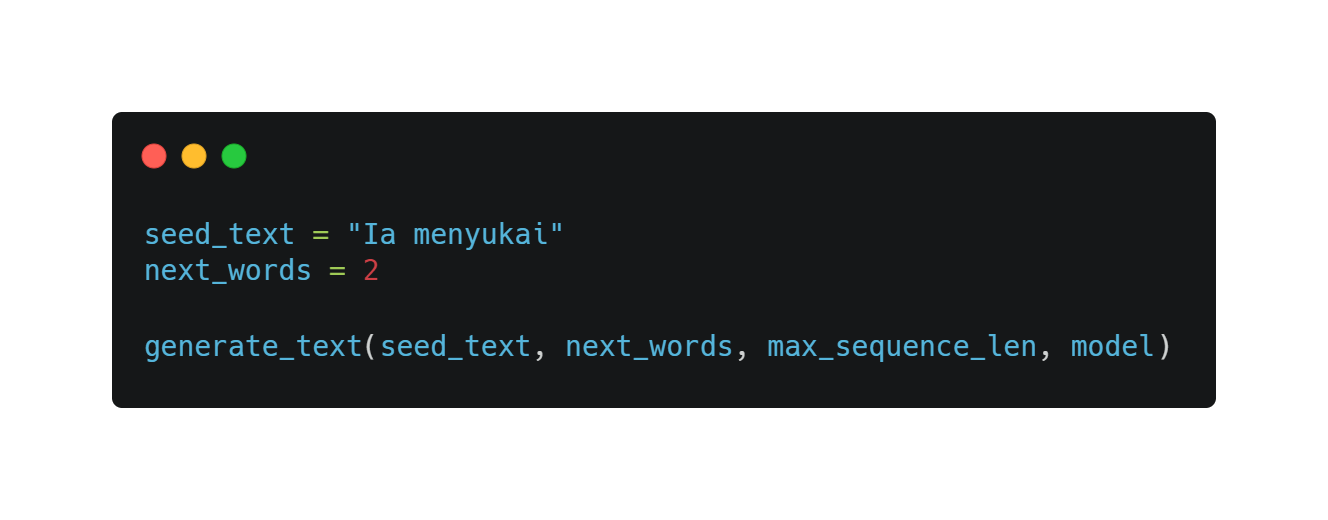 seed_text = "Ia menyukai"
next_words = 2
generate_text(seed_text, next_words, max_sequence_len, model)